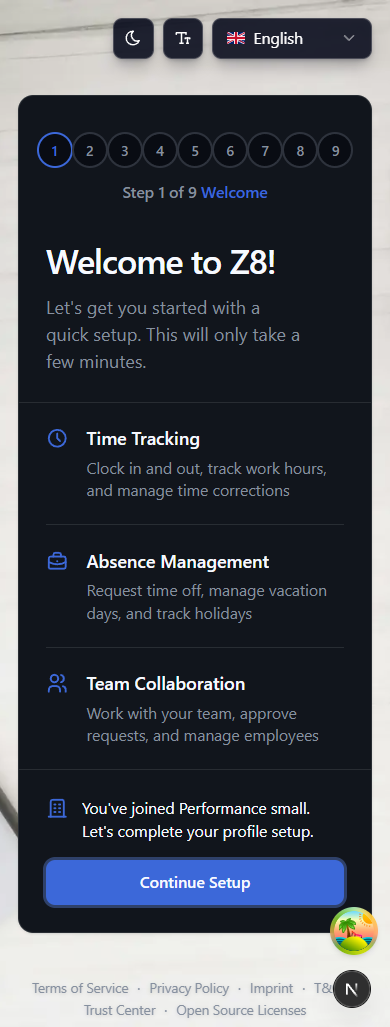 English
1 2 3 4 5 6 7 8 9
Step 1 of 9 Welcome
Welcome to Z8!
Let's get you started with a
quick setup. This will only take a
few minutes.
Time Tracking
Clock in and out, track work hours,
and manage time corrections
Absence Management
Request time off, manage vacation
days, and track holidays
Team Collaboration
Work with your team, approve
requests, and manage employees
You've joined Performance small.
Let's complete your profile setup.
Continue Setup
Terms of Service · Privacy Policy · Imprint ·
N
Trust Center · Open Source Licenses